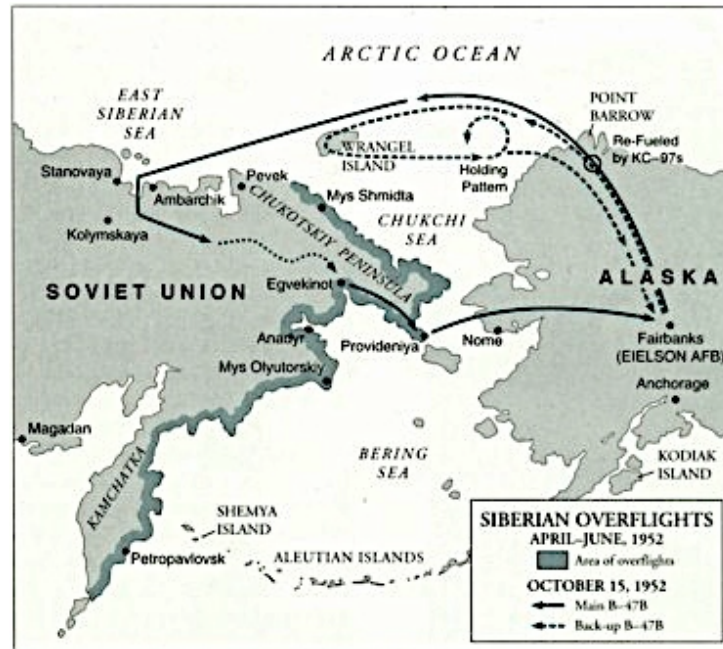 ARCTIC OCEAN
EAST
SIBERIAN
SEA
POINT
BARROW
Re-Fueled
by KC-97s
Stanovaya
Ambarchik
Pevek
WRANGEL
ISLAND
Holding
Pattern
Mys Shmidta
Kolymskaya
CHUKOTSKIY PENINSULA
CHUKCHI
SEA
SOVIET UNION
Egvekinot
ALASKA
Anadyr
Provideniya
Nome
Fairbanks
(EIELSON AFB)
Mys Olyutorskiy
Anchorage
Magadan
BERING
SEA
KODIAK
ISLAND
KAMCHATKA
SHEMYA
ISLAND
Petropavlovsk
ALEUTIAN ISLANDS
SIBERIAN OVERFLIGHTS
APRIL–JUNE, 1952
Area of overflights
OCTOBER 15, 1952
Main B–47B
Back-up B–47B